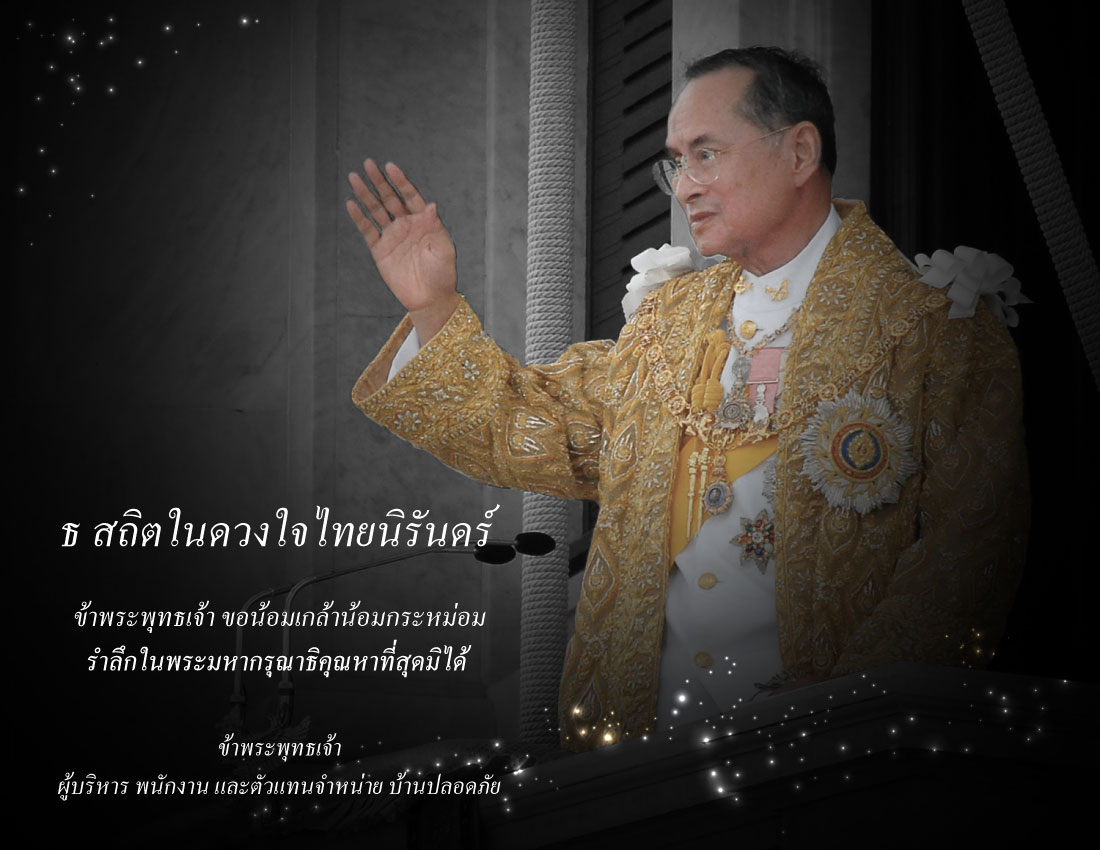 ธ สถิตในดวงใจไทยนิรันดร์
ข้าพระพุทธเจ้า ขอน้อมเกล้าน้อมกระหม่อม
รำลึกในพระมหากรุณาธิคุณหาที่สุดมิได้
ข้าพระพุทธเจ้า
ผู้บริหาร พนักงาน และตัวแทนจำหน่าย บ้านปลอดภัย